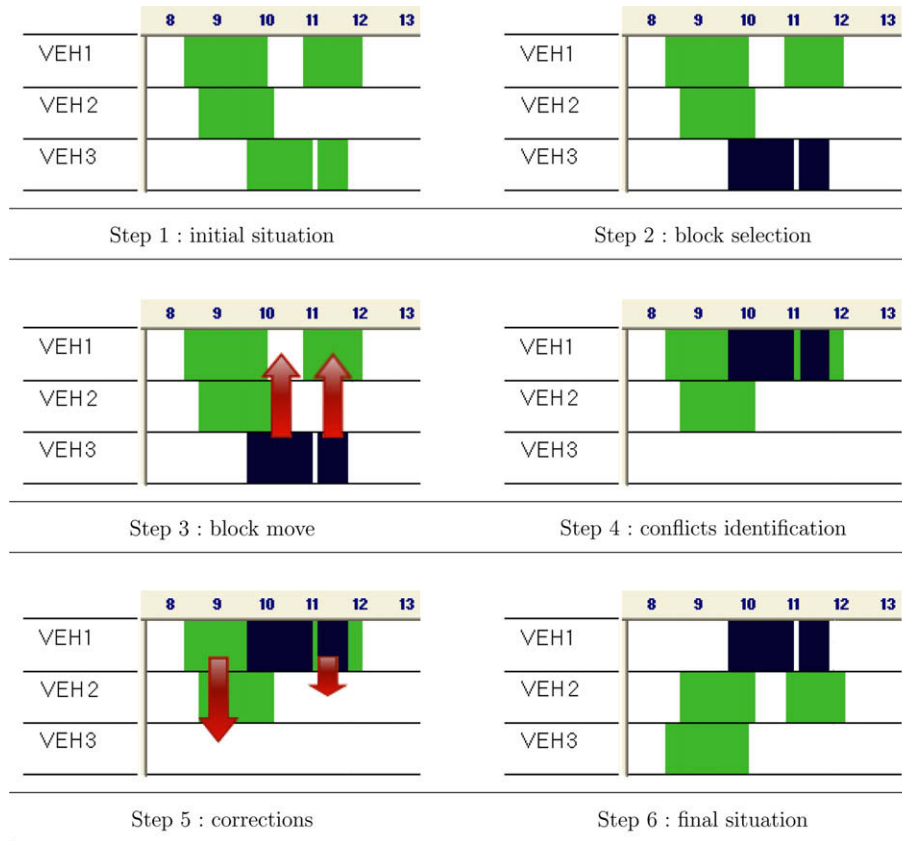 8 9 10 11 12 13
VEH1
VEH2
VEH3
Step 1 : initial situation
8 9 10 11 12 13
VEH1
VEH2
VEH3
Step 2 : block selection
8 9 10 11 12 13
VEH1
VEH2
VEH3
Step 3 : block move
8 9 10 11 12 13
VEH1
VEH2
VEH3
Step 4 : conflicts identification
8 9 10 11 12 13
VEH1
VEH2
VEH3
Step 5 : corrections
8 9 10 11 12 13
VEH1
VEH2
VEH3
Step 6 : final situation